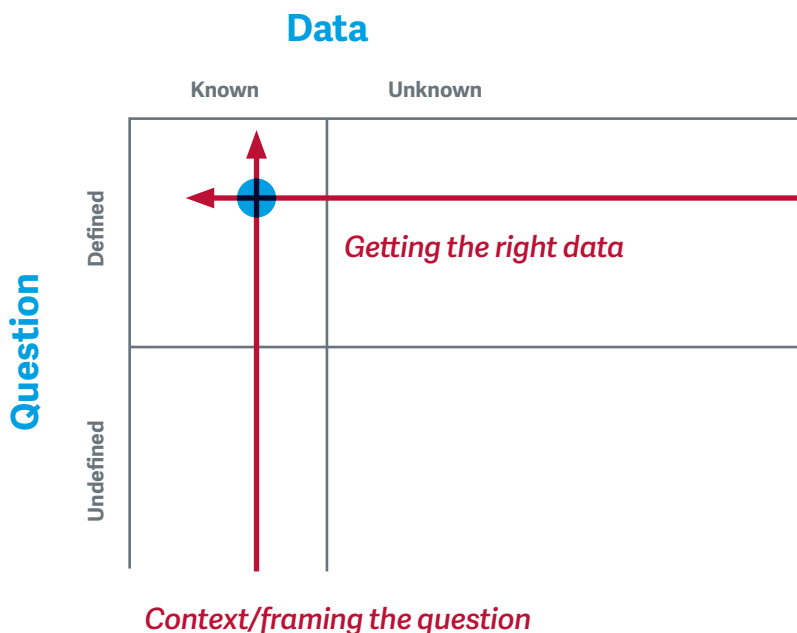 Data
Known
Unknown
Defined
Getting the right data
Question
Undefined
Context/framing the question